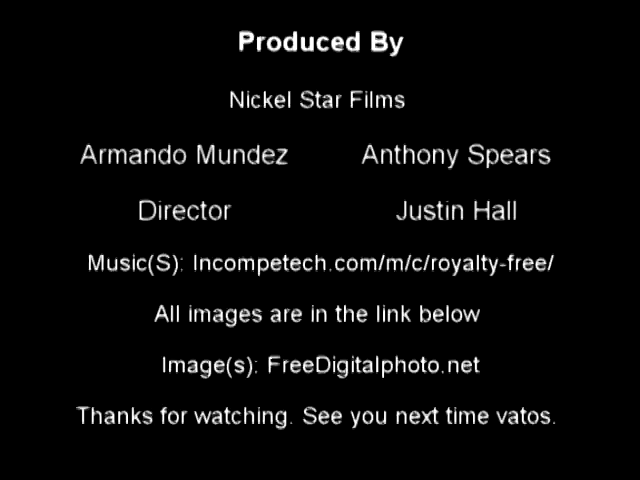 Produced By
Nickel Star Films
Armando Mundez Anthony Spears
Director Justin Hall
Music(S): Incompetech.com/m/c/royalty-free/
All images are in the link below
Image(s): FreeDigitalphoto.net
Thanks for watching. See you next time vatos.